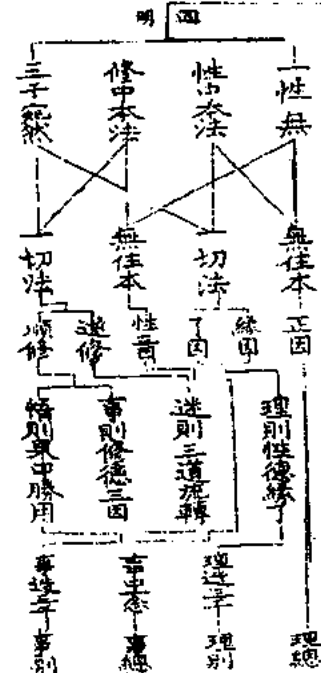 四明
一性無
性中本法
修中本法
三千宛然
無住本
一切法
無住本
一切法
正因
緣因
了因
性
逆修
順修
理則性德緣了
迷則三道流轉
事則修德三因
悟則果中勝用
理造三千
事中念
事造三千
理總
理別
事總
事別